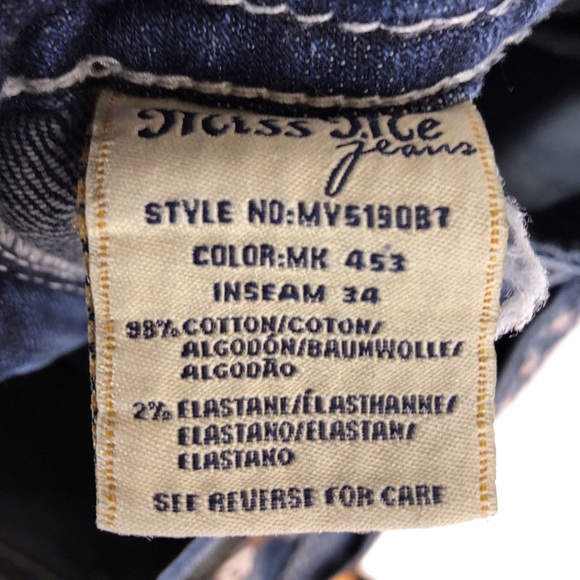 Miss Me
jeans
STYLE NO:MY5190B7
COLOR:MK 453
INSEAM 34
98% COTTON/COTON/
ALGODÓN/BAUMWOLLE/
ALGODÃO
2% ELASTANE/ÉLASTHANNE/
ELASTANO/ELASTAN/
ELASTANO
SEE REVERSE FOR CARE